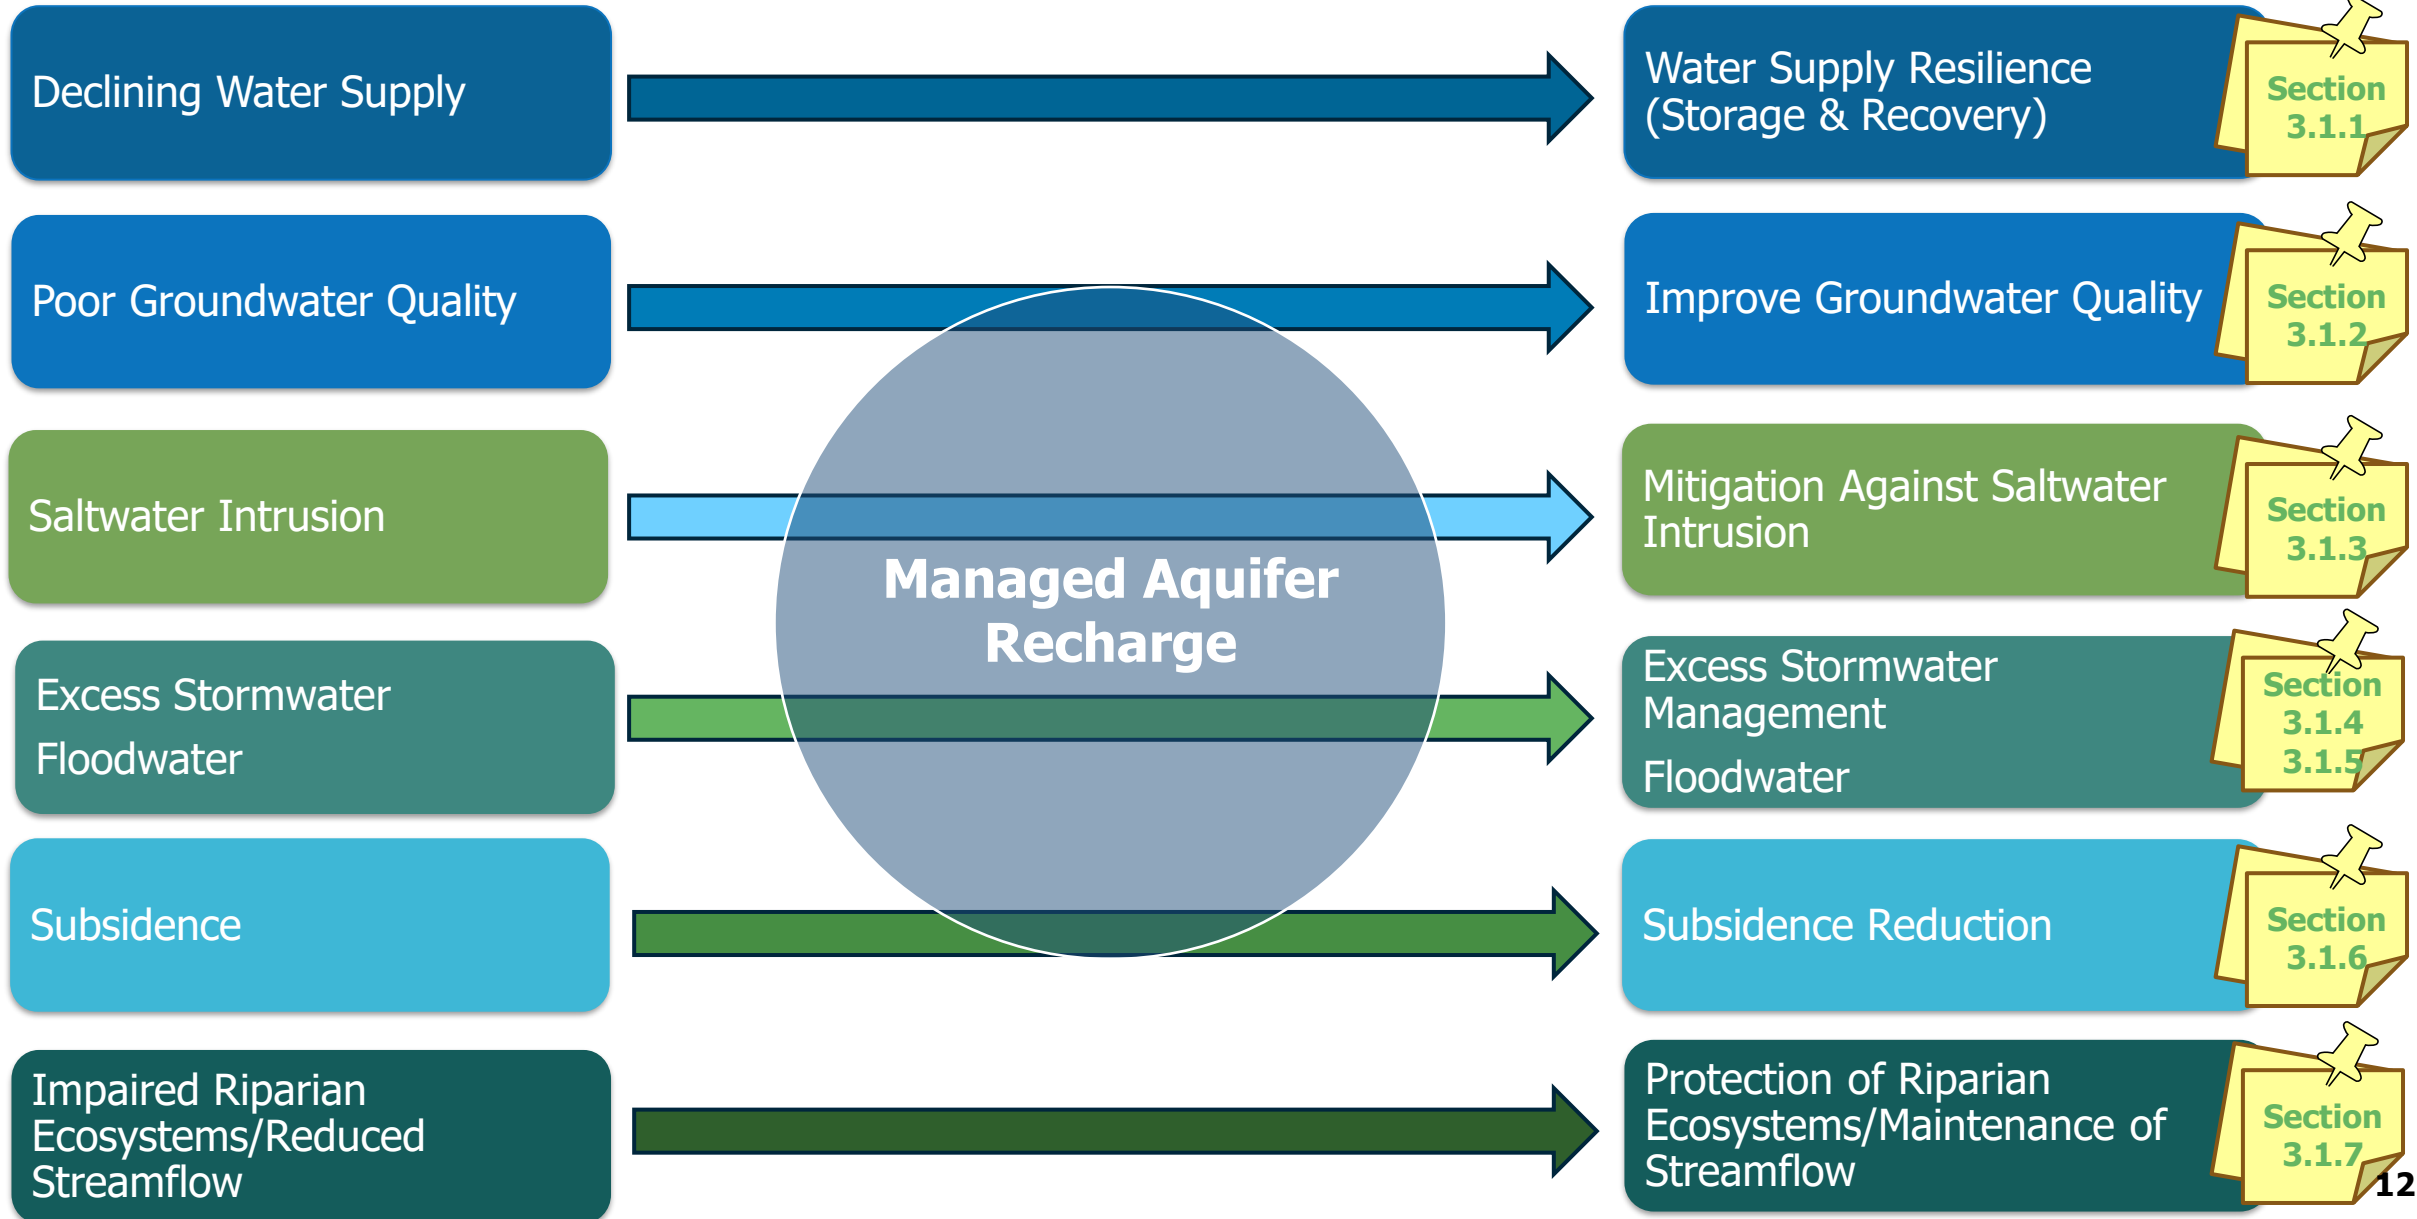 Declining Water Supply
Water Supply Resilience
(Storage & Recovery)
Section
3.1.1
Poor Groundwater Quality
Improve Groundwater Quality
Section
3.1.2
Saltwater Intrusion
Mitigation Against Saltwater
Intrusion
Section
3.1.3
Managed Aquifer
Recharge
Excess Stormwater
Floodwater
Excess Stormwater
Management
Floodwater
Section
3.1.4
3.1.5
Subsidence
Subsidence Reduction
Section
3.1.6
Impaired Riparian
Ecosystems/Reduced
Streamflow
Protection of Riparian
Ecosystems/Maintenance of
Streamflow
Section
3.1.7
12